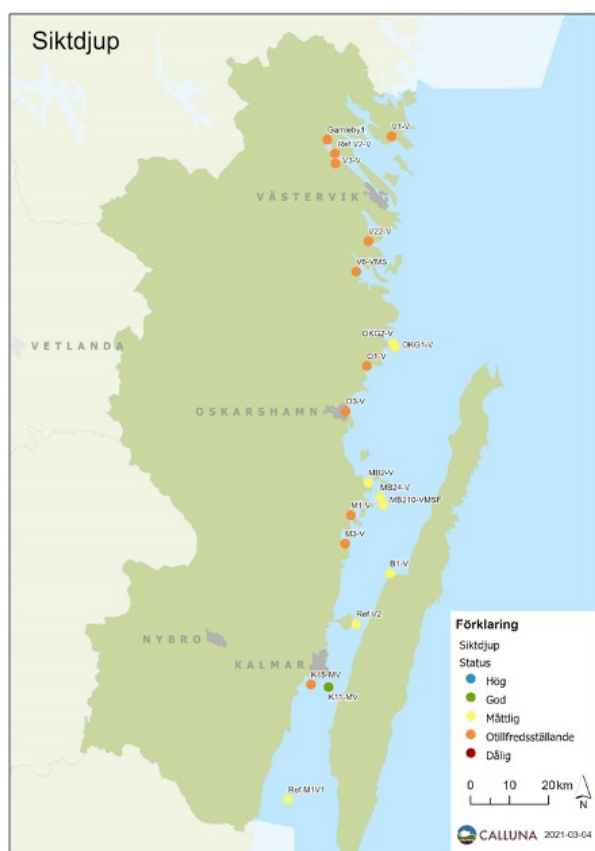 Siktdjup
Gamleby1
V1-V
Ref V2-V
V3-V
VÄSTERVIK
V22-V
V8-VMS
OKG2-V
OKG1-V
VETLANDA
O1-V
OSKARSHAMN
O3-V
MB2-V
MB24-V
MB210-VMSF
M1-V
M3-V
B1-V
Ref V2
NYBRO
KALMAR
K15-MV
K11-MV
Ref M1V1
Förklaring
Siktdjup
Status
Hög
God
Måttlig
Otillfredsställande
Dålig
0 10 20 km
N
CALLUNA 2021-03-04